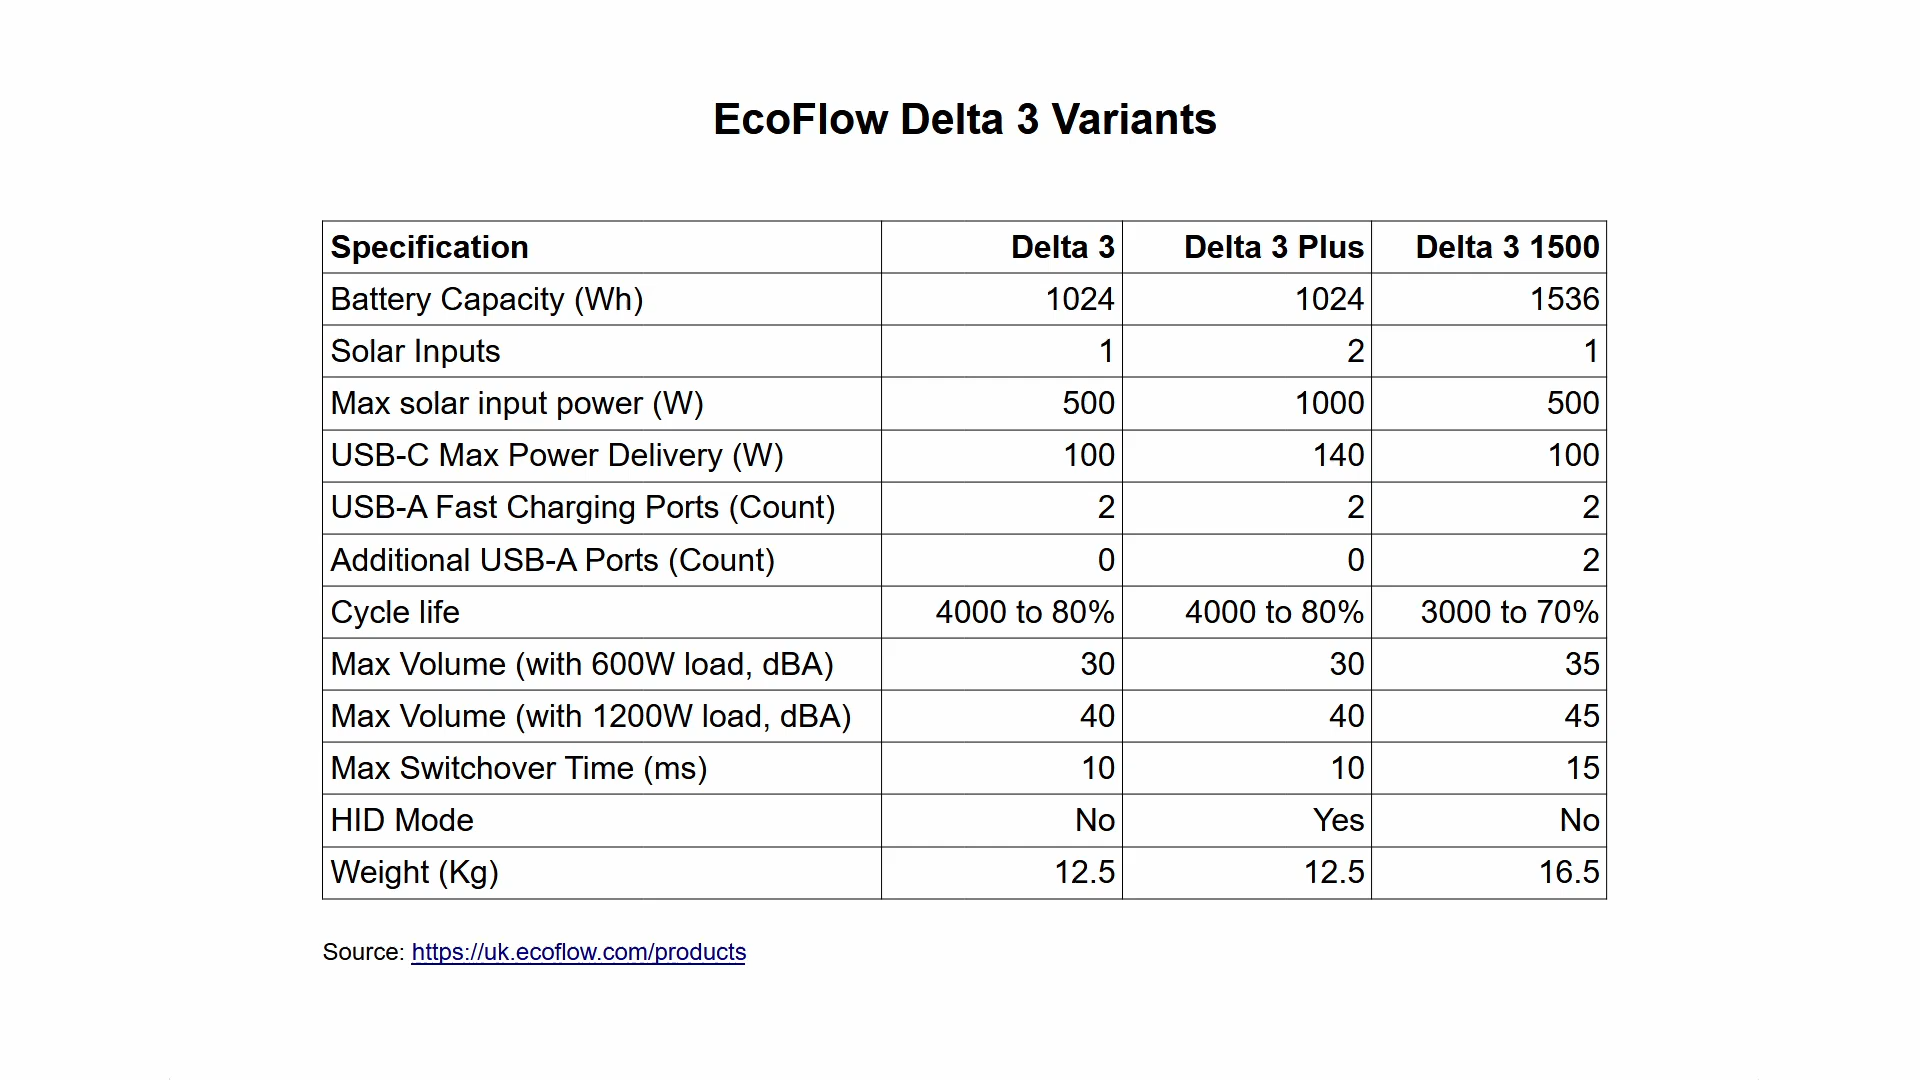 EcoFlow Delta 3 Variants
Specification Delta 3 Delta 3 Plus Delta 3 1500
Battery Capacity (Wh) 1024 1024 1536
Solar Inputs 1 2 1
Max solar input power (W) 500 1000 500
USB-C Max Power Delivery (W) 100 140 100
USB-A Fast Charging Ports (Count) 2 2 2
Additional USB-A Ports (Count) 0 0 2
Cycle life 4000 to 80% 4000 to 80% 3000 to 70%
Max Volume (with 600W load, dBA) 30 30 35
Max Volume (with 1200W load, dBA) 40 40 45
Max Switchover Time (ms) 10 10 15
HID Mode No Yes No
Weight (Kg) 12.5 12.5 16.5
Source: https://uk.ecoflow.com/products